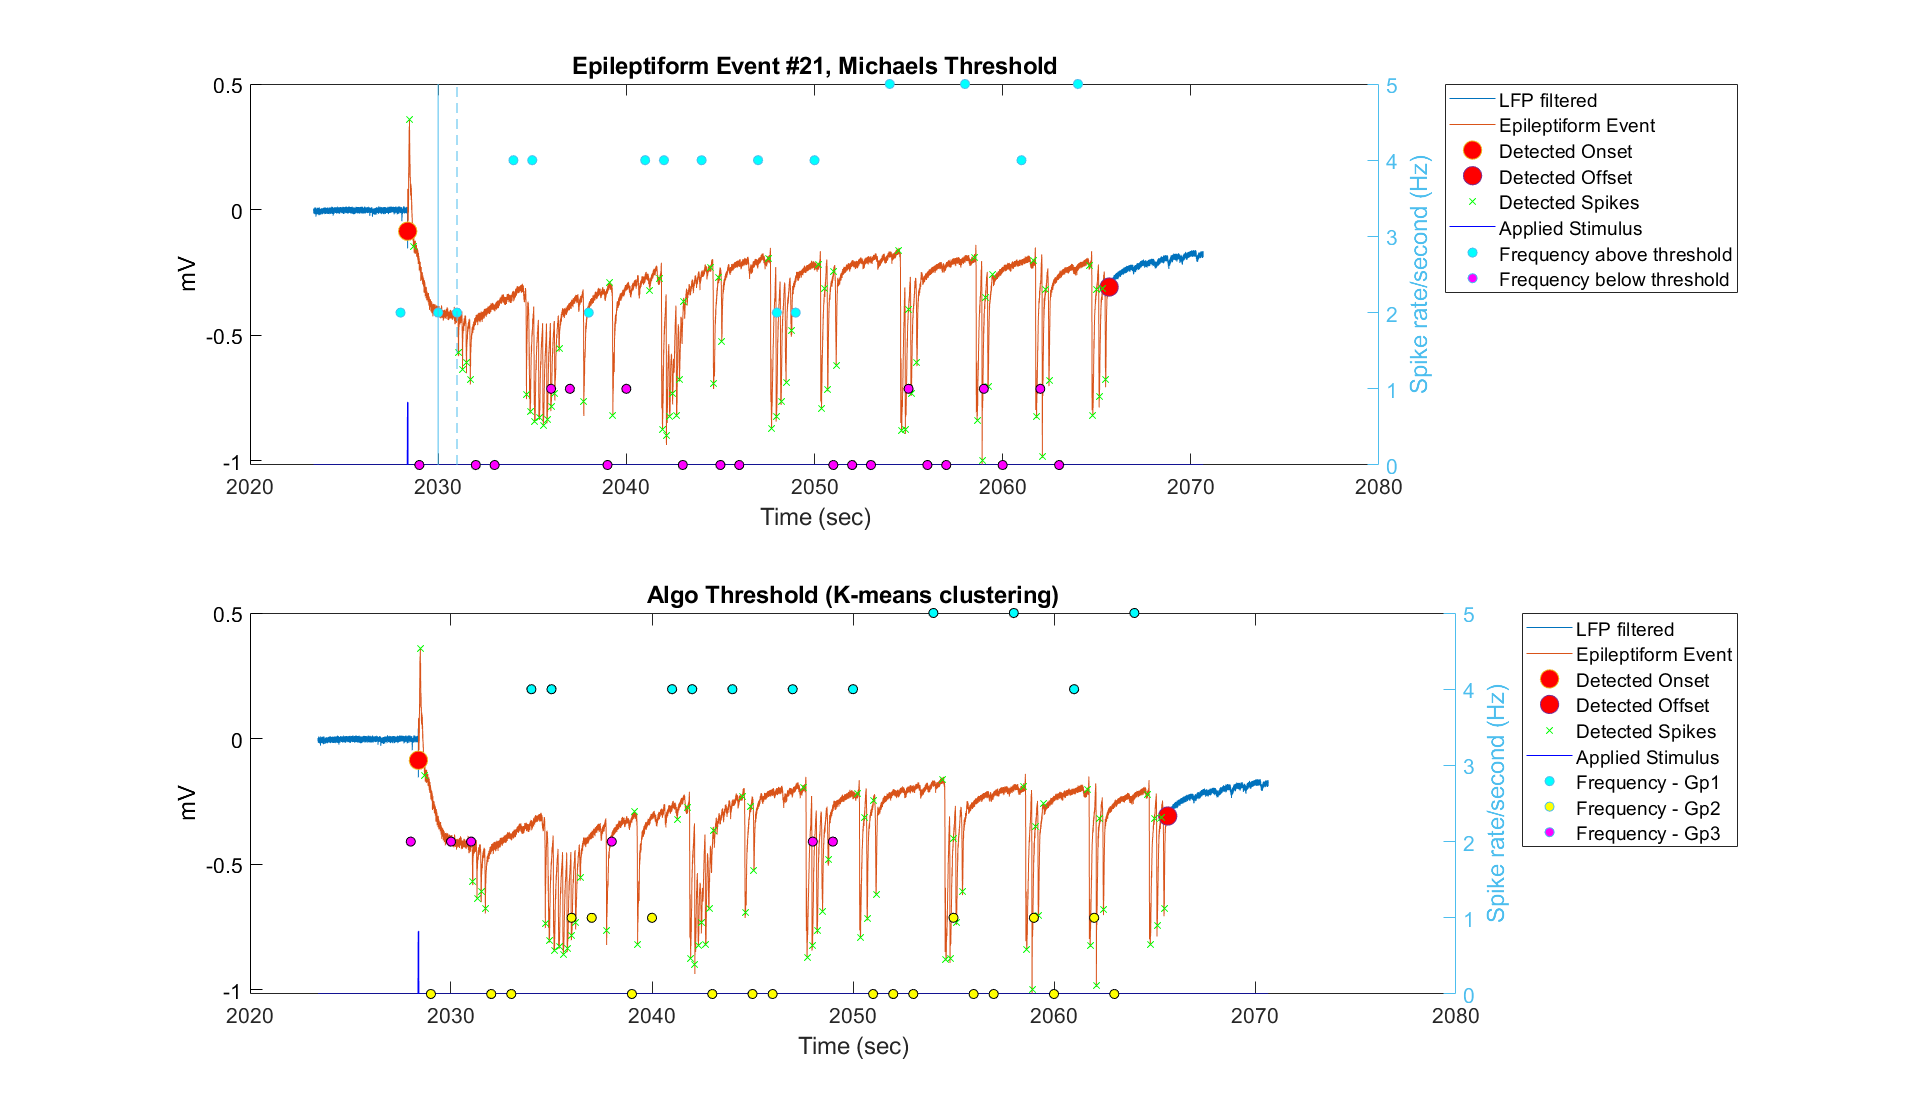 Epileptiform Event #21, Michaels Threshold
0.5
0
-0.5
-1
mV
2020
2030
2040
2050
2060
2070
2080
Time (sec)
5
4
3
2
1
0
Spike rate/second (Hz)
LFP filtered
Epileptiform Event
Detected Onset
Detected Offset
Detected Spikes
Applied Stimulus
Frequency above threshold
Frequency below threshold
Algo Threshold (K-means clustering)
0.5
0
-0.5
-1
mV
2020
2030
2040
2050
2060
2070
2080
Time (sec)
5
4
3
2
1
0
Spike rate/second (Hz)
LFP filtered
Epileptiform Event
Detected Onset
Detected Offset
Detected Spikes
Applied Stimulus
Frequency - Gp1
Frequency - Gp2
Frequency - Gp3